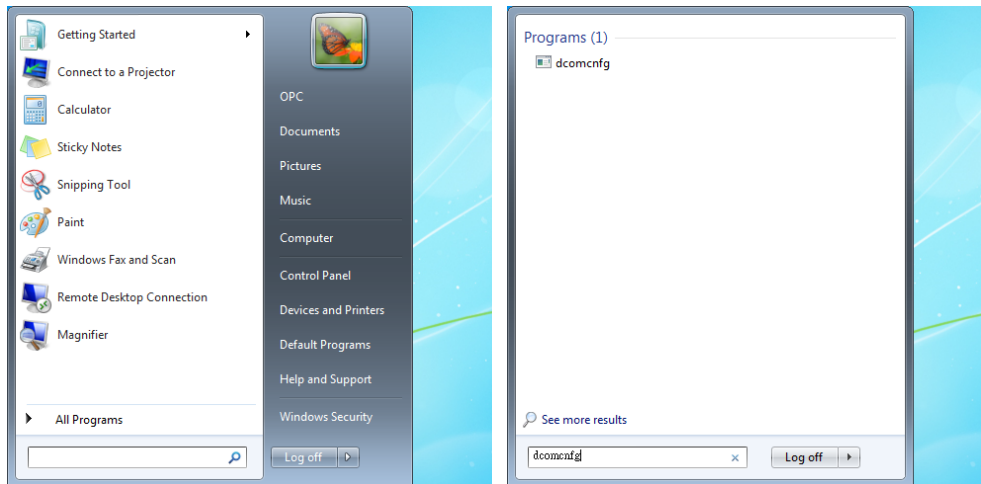 Getting Started
Connect to a Projector
Calculator
Sticky Notes
Snipping Tool
Paint
Windows Fax and Scan
Remote Desktop Connection
Magnifier
All Programs
OPC
Documents
Pictures
Music
Computer
Control Panel
Devices and Printers
Default Programs
Help and Support
Windows Security
Log off
Programs (1)
dcomcnfg
See more results
dcomcnfg
Log off